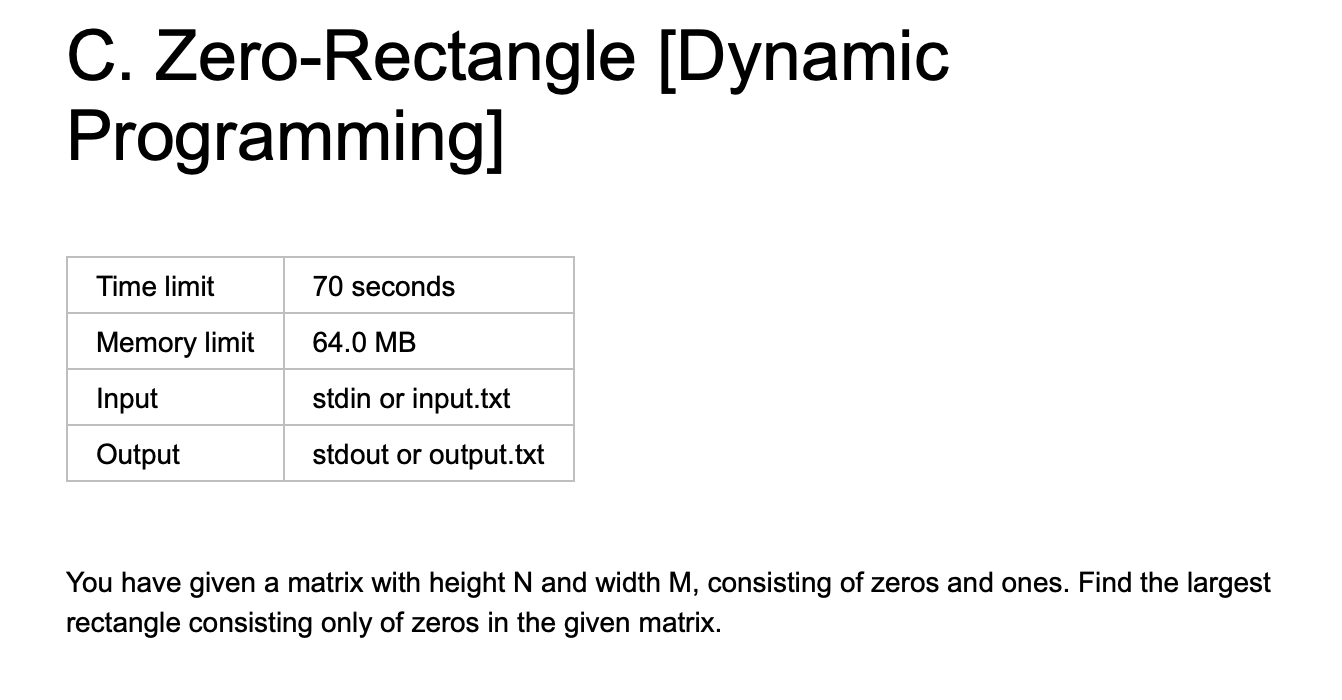 C. Zero-Rectangle [Dynamic
Programming]
Time limit 70 seconds
Memory limit 64.0 MB
Input stdin or input.txt
Output stdout or output.txt
You have given a matrix with height N and width M, consisting of zeros and ones. Find the largest
rectangle consisting only of zeros in the given matrix.